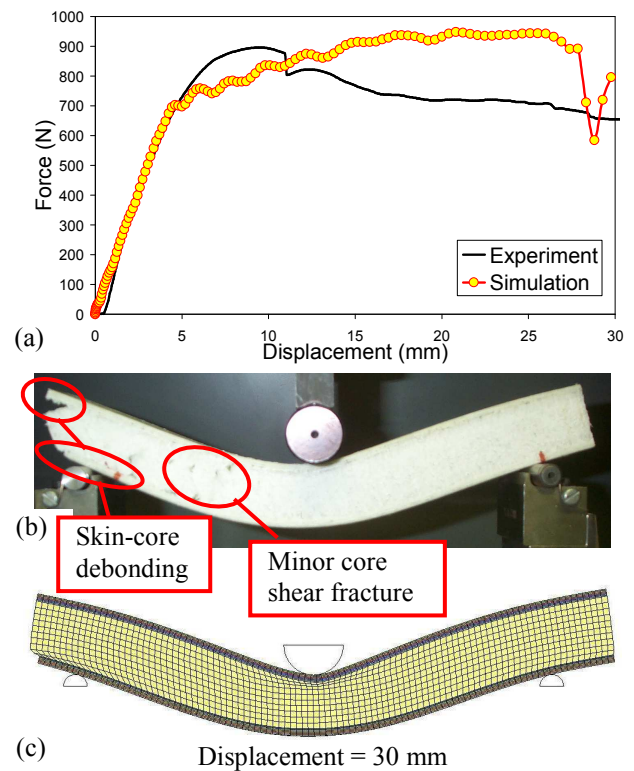 1000
900
800
700
600
500
400
300
200
100
0
Force (N)
0 5 10 15 20 25 30
Displacement (mm)
Experiment
Simulation
(a)
(b)
Skin-core
debonding
Minor core
shear fracture
(c)
Displacement = 30 mm